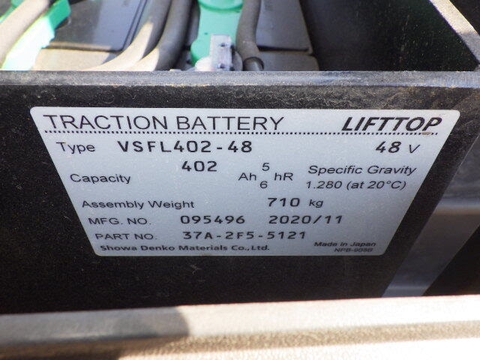 TRACTION BATTERY LIFTTOP
Type VSFL402-48 48 V
Capacity 402 Ah 5 6 hR Specific Gravity 1.280 (at 20°C)
Assembly Weight 710 kg
MFG. NO. 095496 2020/11
PART NO. 37A-2F5-5121 Made in Japan
Showa Denko Materials Co.,Ltd.